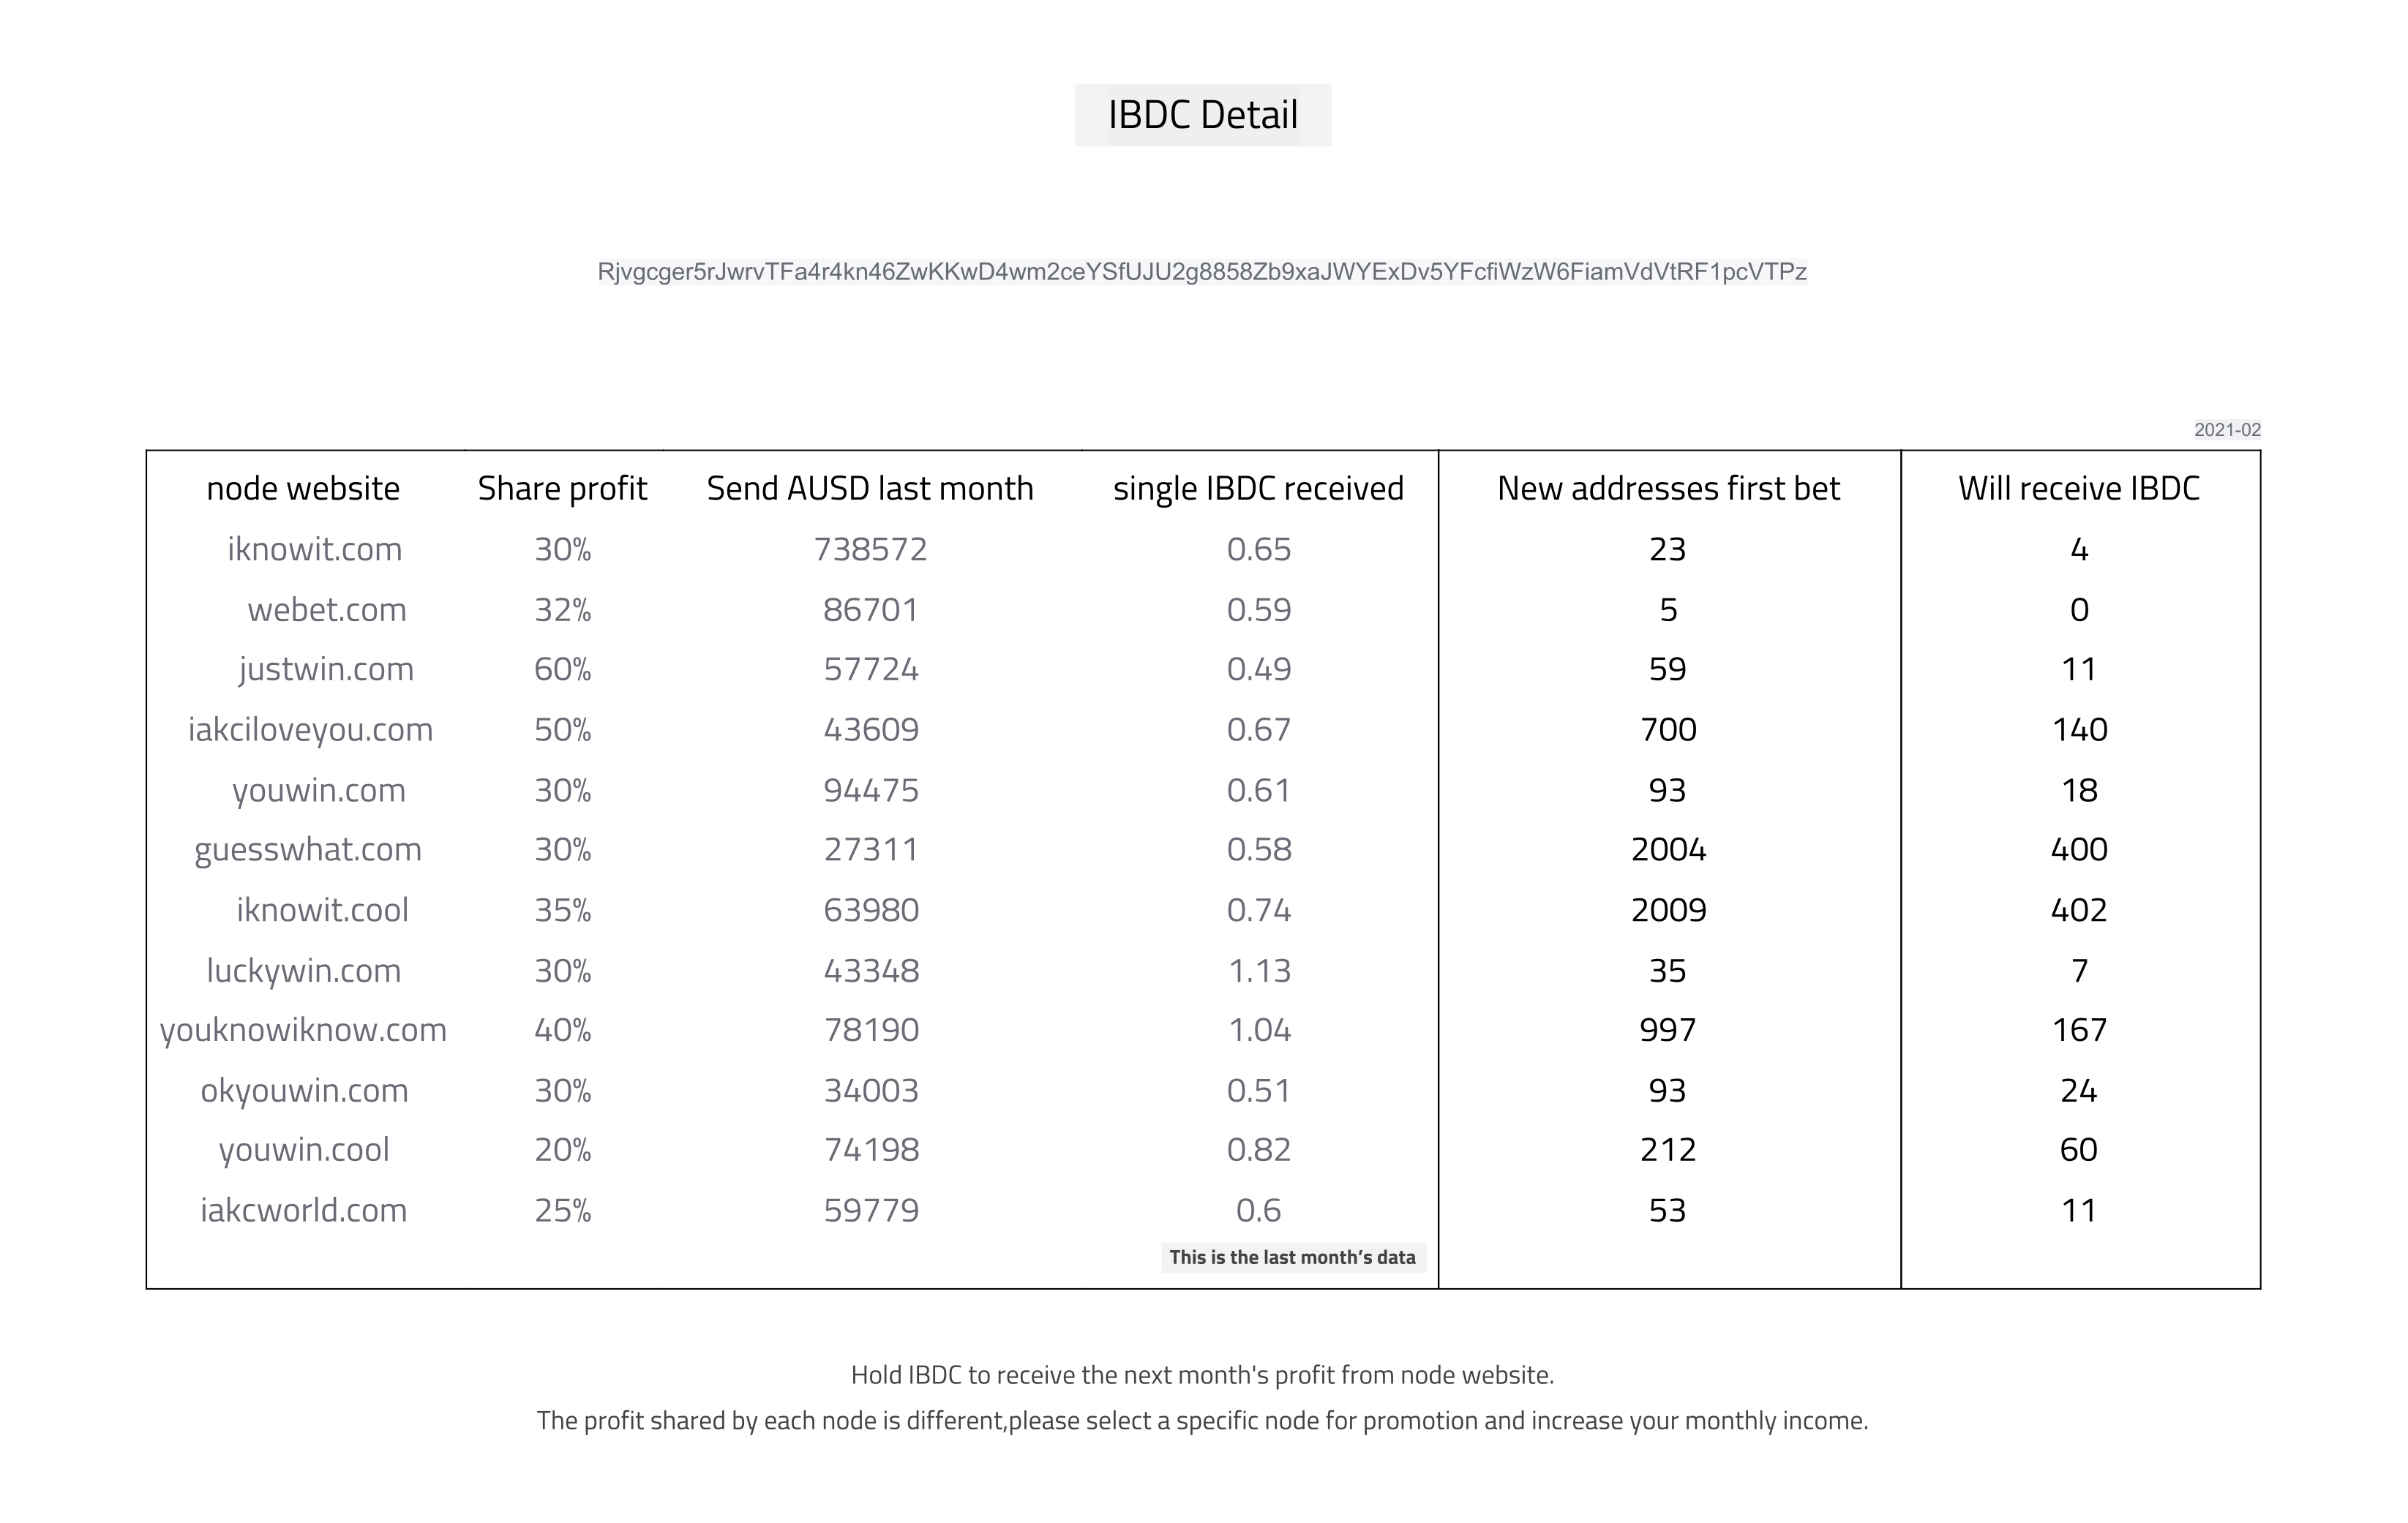 IBDC Detail
Rjvgcger5rJwrvTFa4r4kn46ZwKKwD4wm2ceYSfUJU2g8858Zb9xaJWYExDv5YFcfiWzW6FiamVdVtRF1pcVTPz
2021-02
node website Share profit Send AUSD last month single IBDC received New addresses first bet Will receive IBDC
iknowit.com 30% 738572 0.65 23 4
webet.com 32% 86701 0.59 5 0
justwin.com 60% 57724 0.49 59 11
iakciloveyou.com 50% 43609 0.67 700 140
youwin.com 30% 94475 0.61 93 18
guesswhat.com 30% 27311 0.58 2004 400
iknowit.cool 35% 63980 0.74 2009 402
luckywin.com 30% 43348 1.13 35 7
youknowiknow.com 40% 78190 1.04 997 167
okyouwin.com 30% 34003 0.51 93 24
youwin.cool 20% 74198 0.82 212 60
iakcworld.com 25% 59779 0.6 53 11
This is the last month’s data
Hold IBDC to receive the next month's profit from node website.
The profit shared by each node is different,please select a specific node for promotion and increase your monthly income.